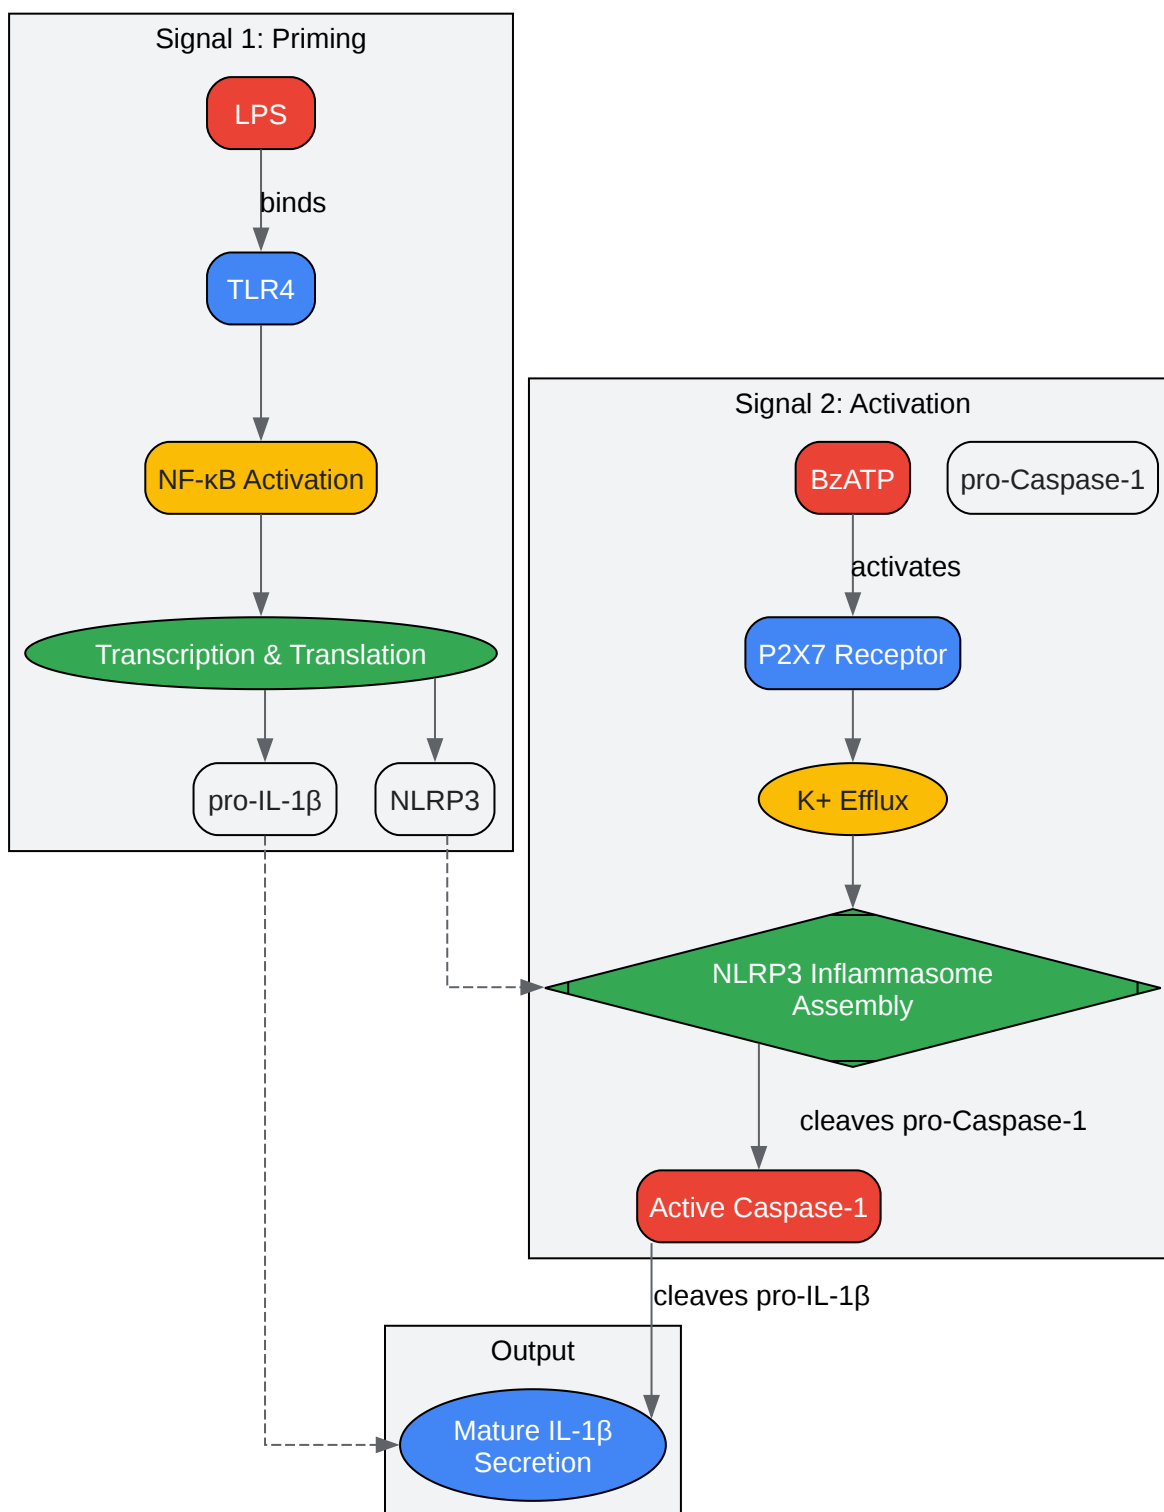 Signal 1: Priming
LPS
binds
TLR4
NF-κB Activation
Transcription & Translation
pro-IL-1β
NLRP3
Signal 2: Activation
BzATP
pro-Caspase-1
activates
P2X7 Receptor
K+ Efflux
NLRP3 Inflammasome
Assembly
cleaves pro-Caspase-1
Active Caspase-1
cleaves pro-IL-1β
Output
Mature IL-1β
Secretion